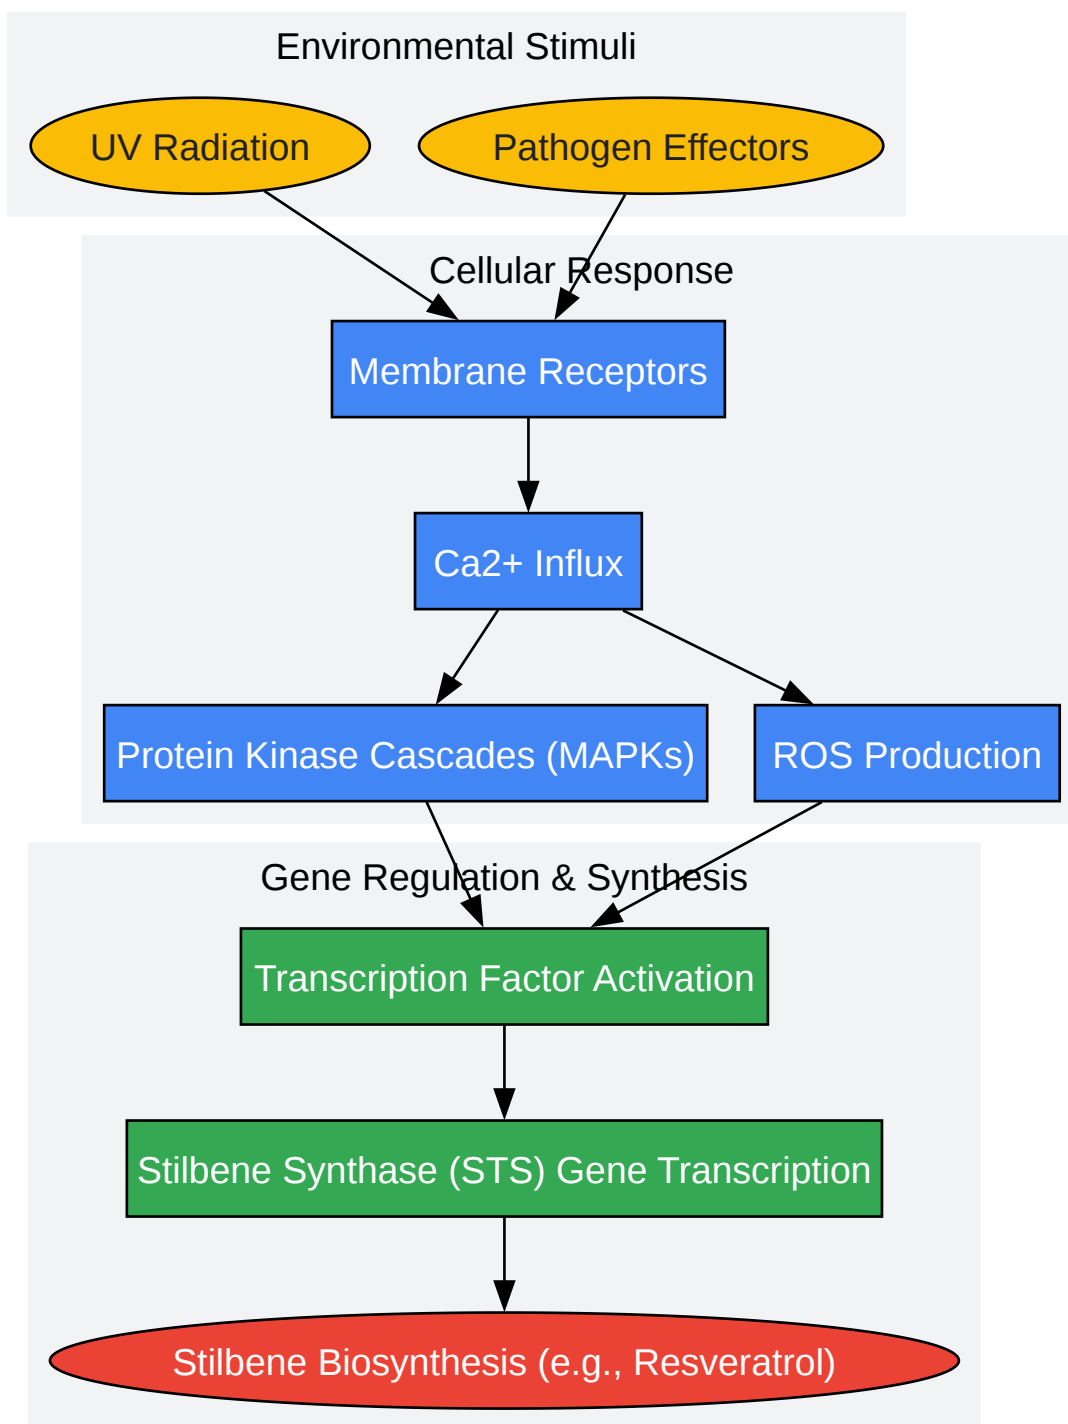 Environmental Stimuli
UV Radiation
Pathogen Effectors
Cellular Response
Membrane Receptors
Ca2+ Influx
Protein Kinase Cascades (MAPKs)
ROS Production
Gene Regulation & Synthesis
Transcription Factor Activation
Stilbene Synthase (STS) Gene Transcription
Stilbene Biosynthesis (e.g., Resveratrol)